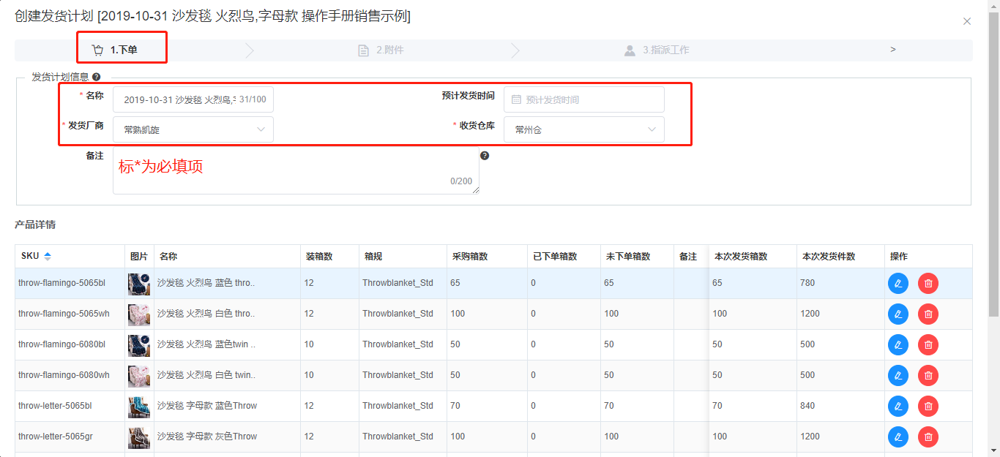 创建发货计划 [2019-10-31 沙发毯 火烈鸟,字母款 操作手册销售示例]
1.下单 2.附件 3.指派工作 >
发货计划信息
* 名称 2019-10-31 沙发毯 火烈鸟, 31/100 预计发货时间 预计发货时间
* 发货厂商 常熟凯旋 * 收货仓库 常州仓
备注 标*为必填项
0/200
产品详情
SKU 图片 名称 装箱数 箱规 采购箱数 已下单箱数 未下单箱数 备注 本次发货箱数 本次发货件数 操作
throw-flamingo-5065bl 沙发毯 火烈鸟 蓝色 thro.. 12 Throwblanket_Std 65 0 65 65 780
throw-flamingo-5065wh 沙发毯 火烈鸟 白色 thro.. 12 Throwblanket_Std 100 0 100 100 1200
throw-flamingo-6080bl 沙发毯 火烈鸟 蓝色twin .. 10 Throwblanket_Std 50 0 50 50 500
throw-flamingo-6080wh 沙发毯 火烈鸟 白色 twin.. 10 Throwblanket_Std 50 0 50 50 500
throw-letter-5065bl 沙发毯 字母款 蓝色Throw 12 Throwblanket_Std 70 0 70 70 840
throw-letter-5065gr 沙发毯 字母款 灰色Throw 12 Throwblanket_Std 100 0 100 100 1200